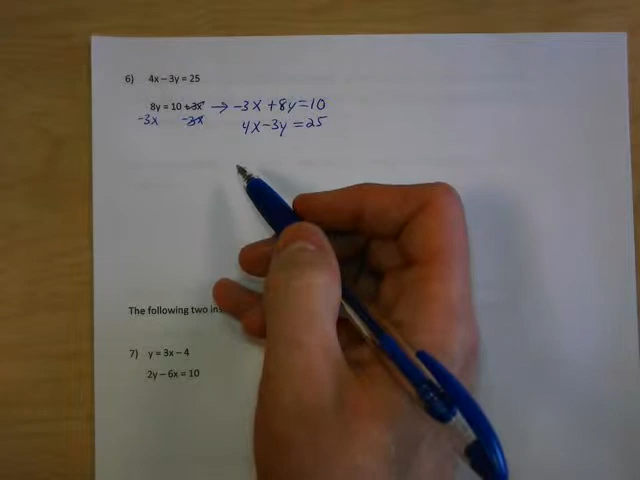 6) 4x – 3y = 25
8y = 10 +3x → -3x + 8y = 10
-3x -3x 4x - 3y = 25
The following two
7) y = 3x – 4
2y – 6x = 10